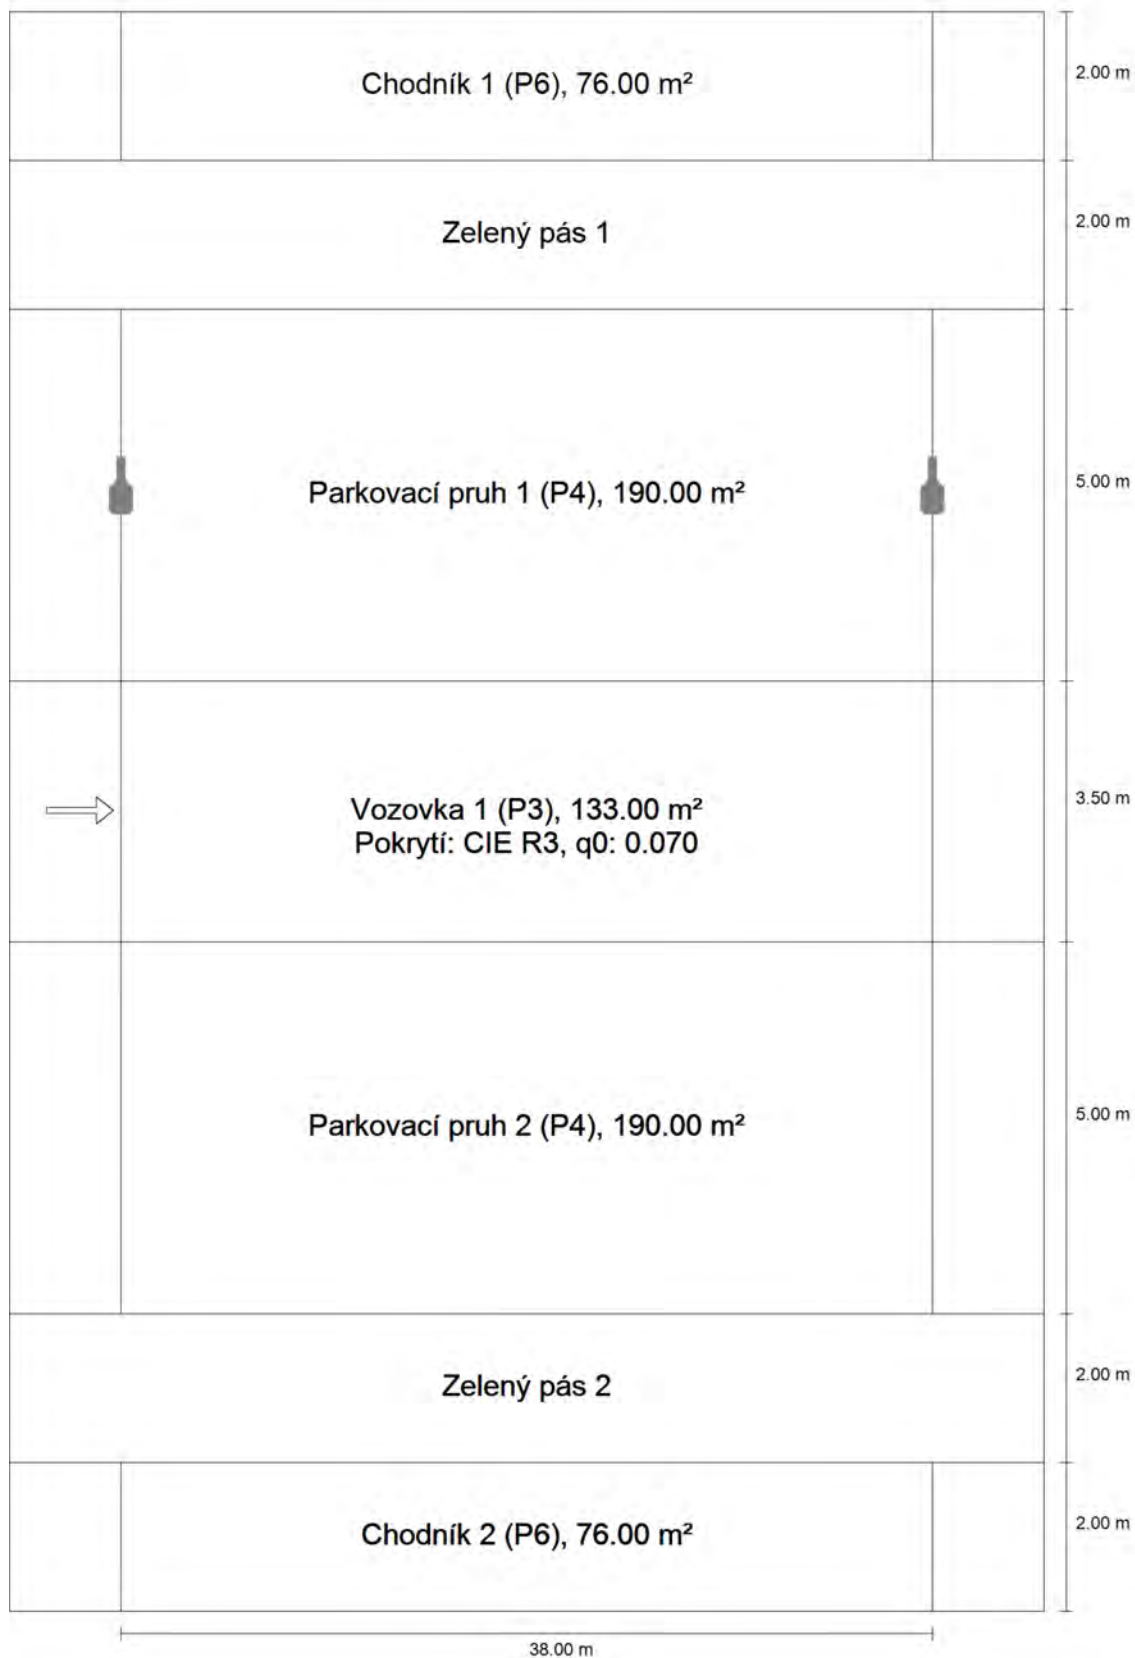 Chodník 1 (P6), 76.00 m²
2.00 m
Zelený pás 1
2.00 m
Parkovací pruh 1 (P4), 190.00 m²
5.00 m
Vozovka 1 (P3), 133.00 m²
Pokrytí: CIE R3, q0: 0.070
3.50 m
Parkovací pruh 2 (P4), 190.00 m²
5.00 m
Zelený pás 2
2.00 m
Chodník 2 (P6), 76.00 m²
2.00 m
38.00 m